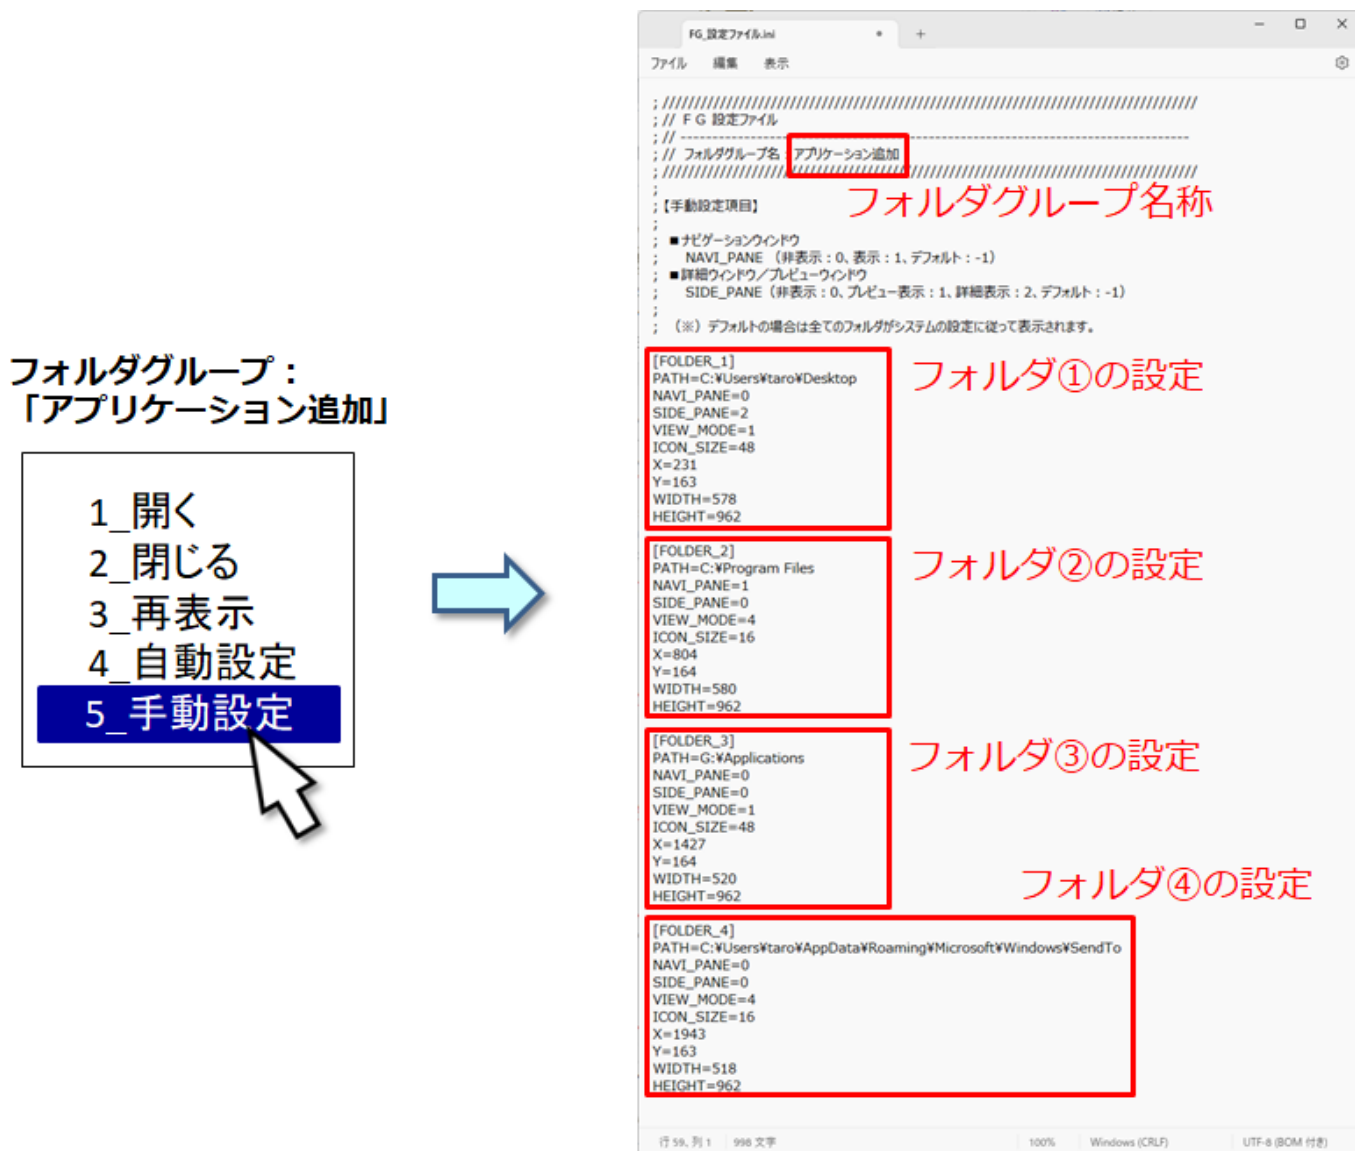 フォルダグループ：
「アプリケーション追加」
1_開く
2_閉じる
3_再表示
4_自動設定
5_手動設定
FG_設定ファイル.ini
ファイル 編集 表示
; ///////////////////////////////////////////////////////////////////////////////////
; // ＦＧ 設定ファイル
; // --------------------------------------------------------------------------------
; // フォルダグループ名：アプリケーション追加
; ///////////////////////////////////////////////////////////////////////////////////
フォルダグループ名称
;
;【手動設定項目】
;
; ■ナビゲーションウィンドウ
; NAVI_PANE （非表示：0、表示：1、デフォルト：-1）
; ■詳細ウィンドウ／プレビューウィンドウ
; SIDE_PANE（非表示：0、プレビュー表示：1、詳細表示：2、デフォルト：-1）
;
; （※）デフォルトの場合は全てのフォルダがシステムの設定に従って表示されます。
フォルダ①の設定
[FOLDER_1]
PATH=C:¥Users¥taro¥Desktop
NAVI_PANE=0
SIDE_PANE=2
VIEW_MODE=1
ICON_SIZE=48
X=231
Y=163
WIDTH=578
HEIGHT=962
フォルダ②の設定
[FOLDER_2]
PATH=C:¥Program Files
NAVI_PANE=1
SIDE_PANE=0
VIEW_MODE=4
ICON_SIZE=16
X=804
Y=164
WIDTH=580
HEIGHT=962
フォルダ③の設定
[FOLDER_3]
PATH=G:¥Applications
NAVI_PANE=0
SIDE_PANE=0
VIEW_MODE=1
ICON_SIZE=48
X=1427
Y=164
WIDTH=520
HEIGHT=962
フォルダ④の設定
[FOLDER_4]
PATH=C:¥Users¥taro¥AppData¥Roaming¥Microsoft¥Windows¥SendTo
NAVI_PANE=0
SIDE_PANE=0
VIEW_MODE=4
ICON_SIZE=16
X=1943
Y=163
WIDTH=518
HEIGHT=962
行 59、列 1 998 文字 100% Windows (CRLF) UTF-8 (BOM 付き)